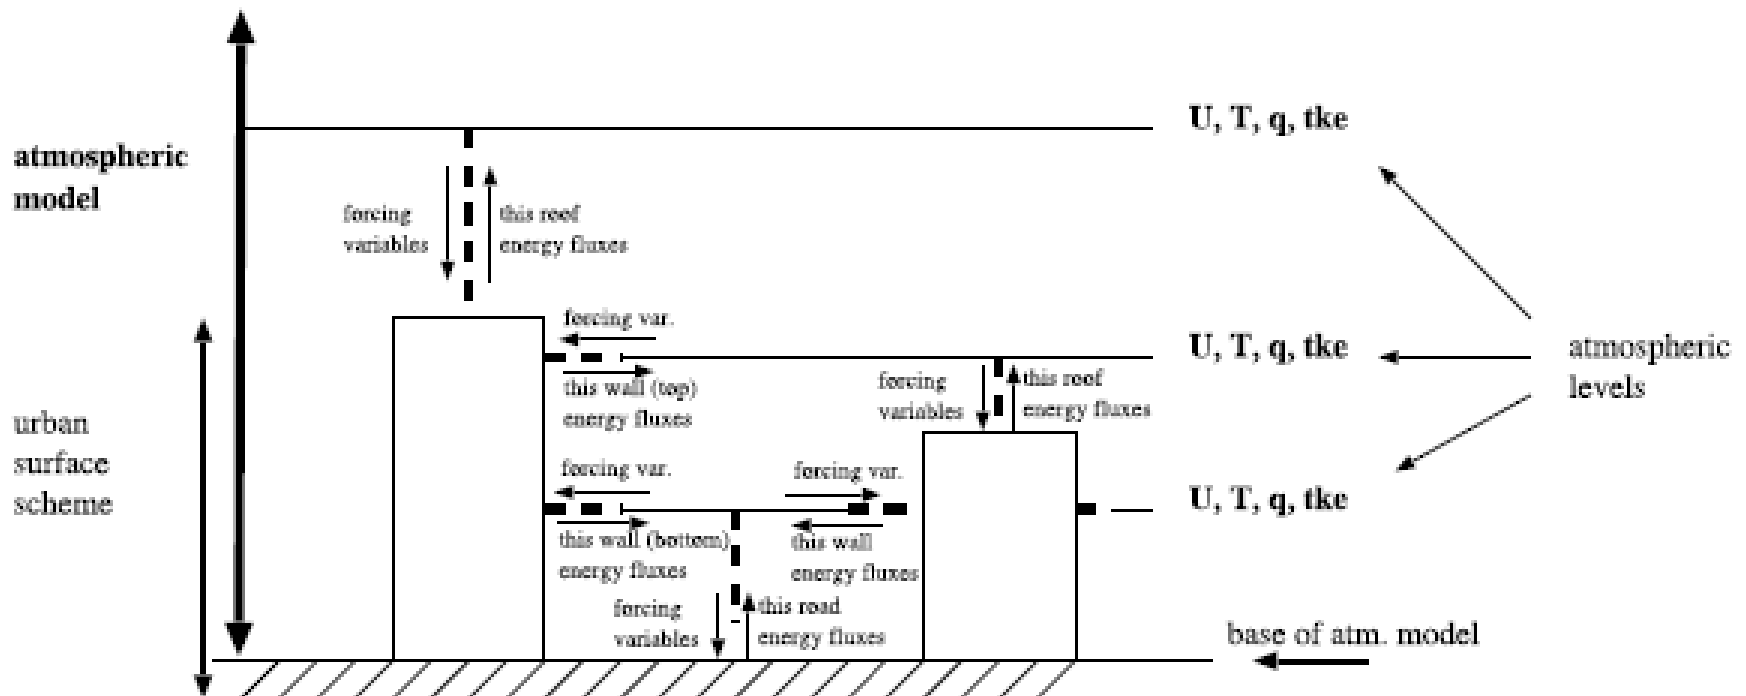 U, T, q, tke
atmospheric
model
forcing
variables
this roof
energy fluxes
forcing var.
this wall (top)
energy fluxes
U, T, q, tke
atmospheric
levels
forcing
variables
this roof
energy fluxes
urban
surface
scheme
forcing var.
this wall (bottom)
energy fluxes
forcing var.
this wall
energy fluxes
U, T, q, tke
forcing
variables
this road
energy fluxes
base of atm. model